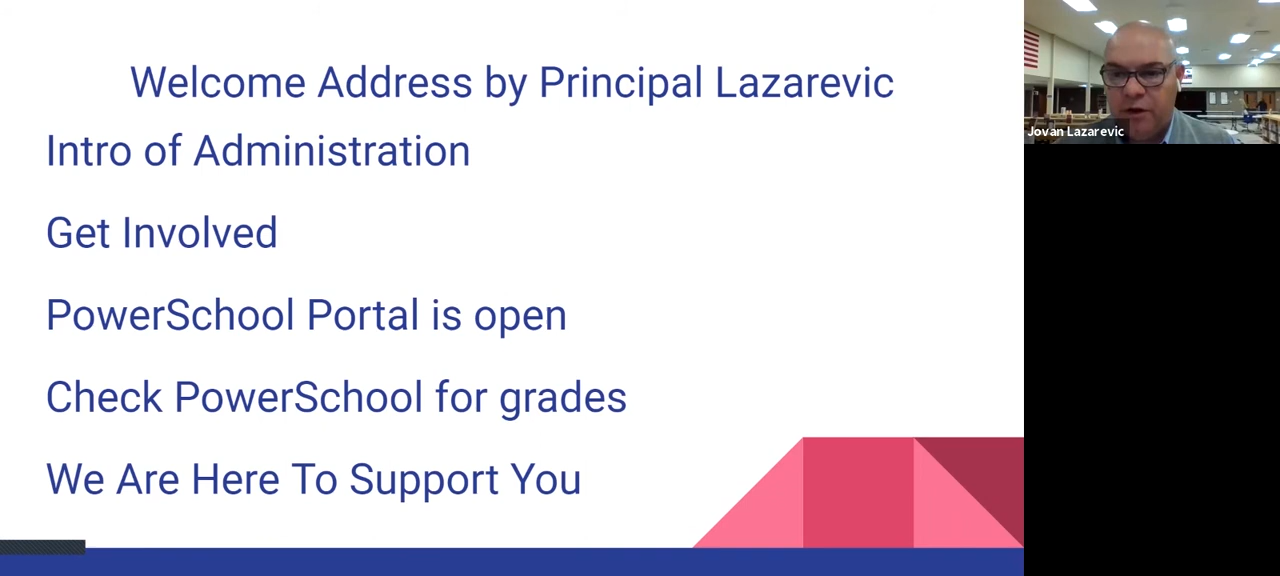 Welcome Address by Principal Lazarevic
Intro of Administration
Get Involved
PowerSchool Portal is open
Check PowerSchool for grades
We Are Here To Support You
Jovan Lazarevic